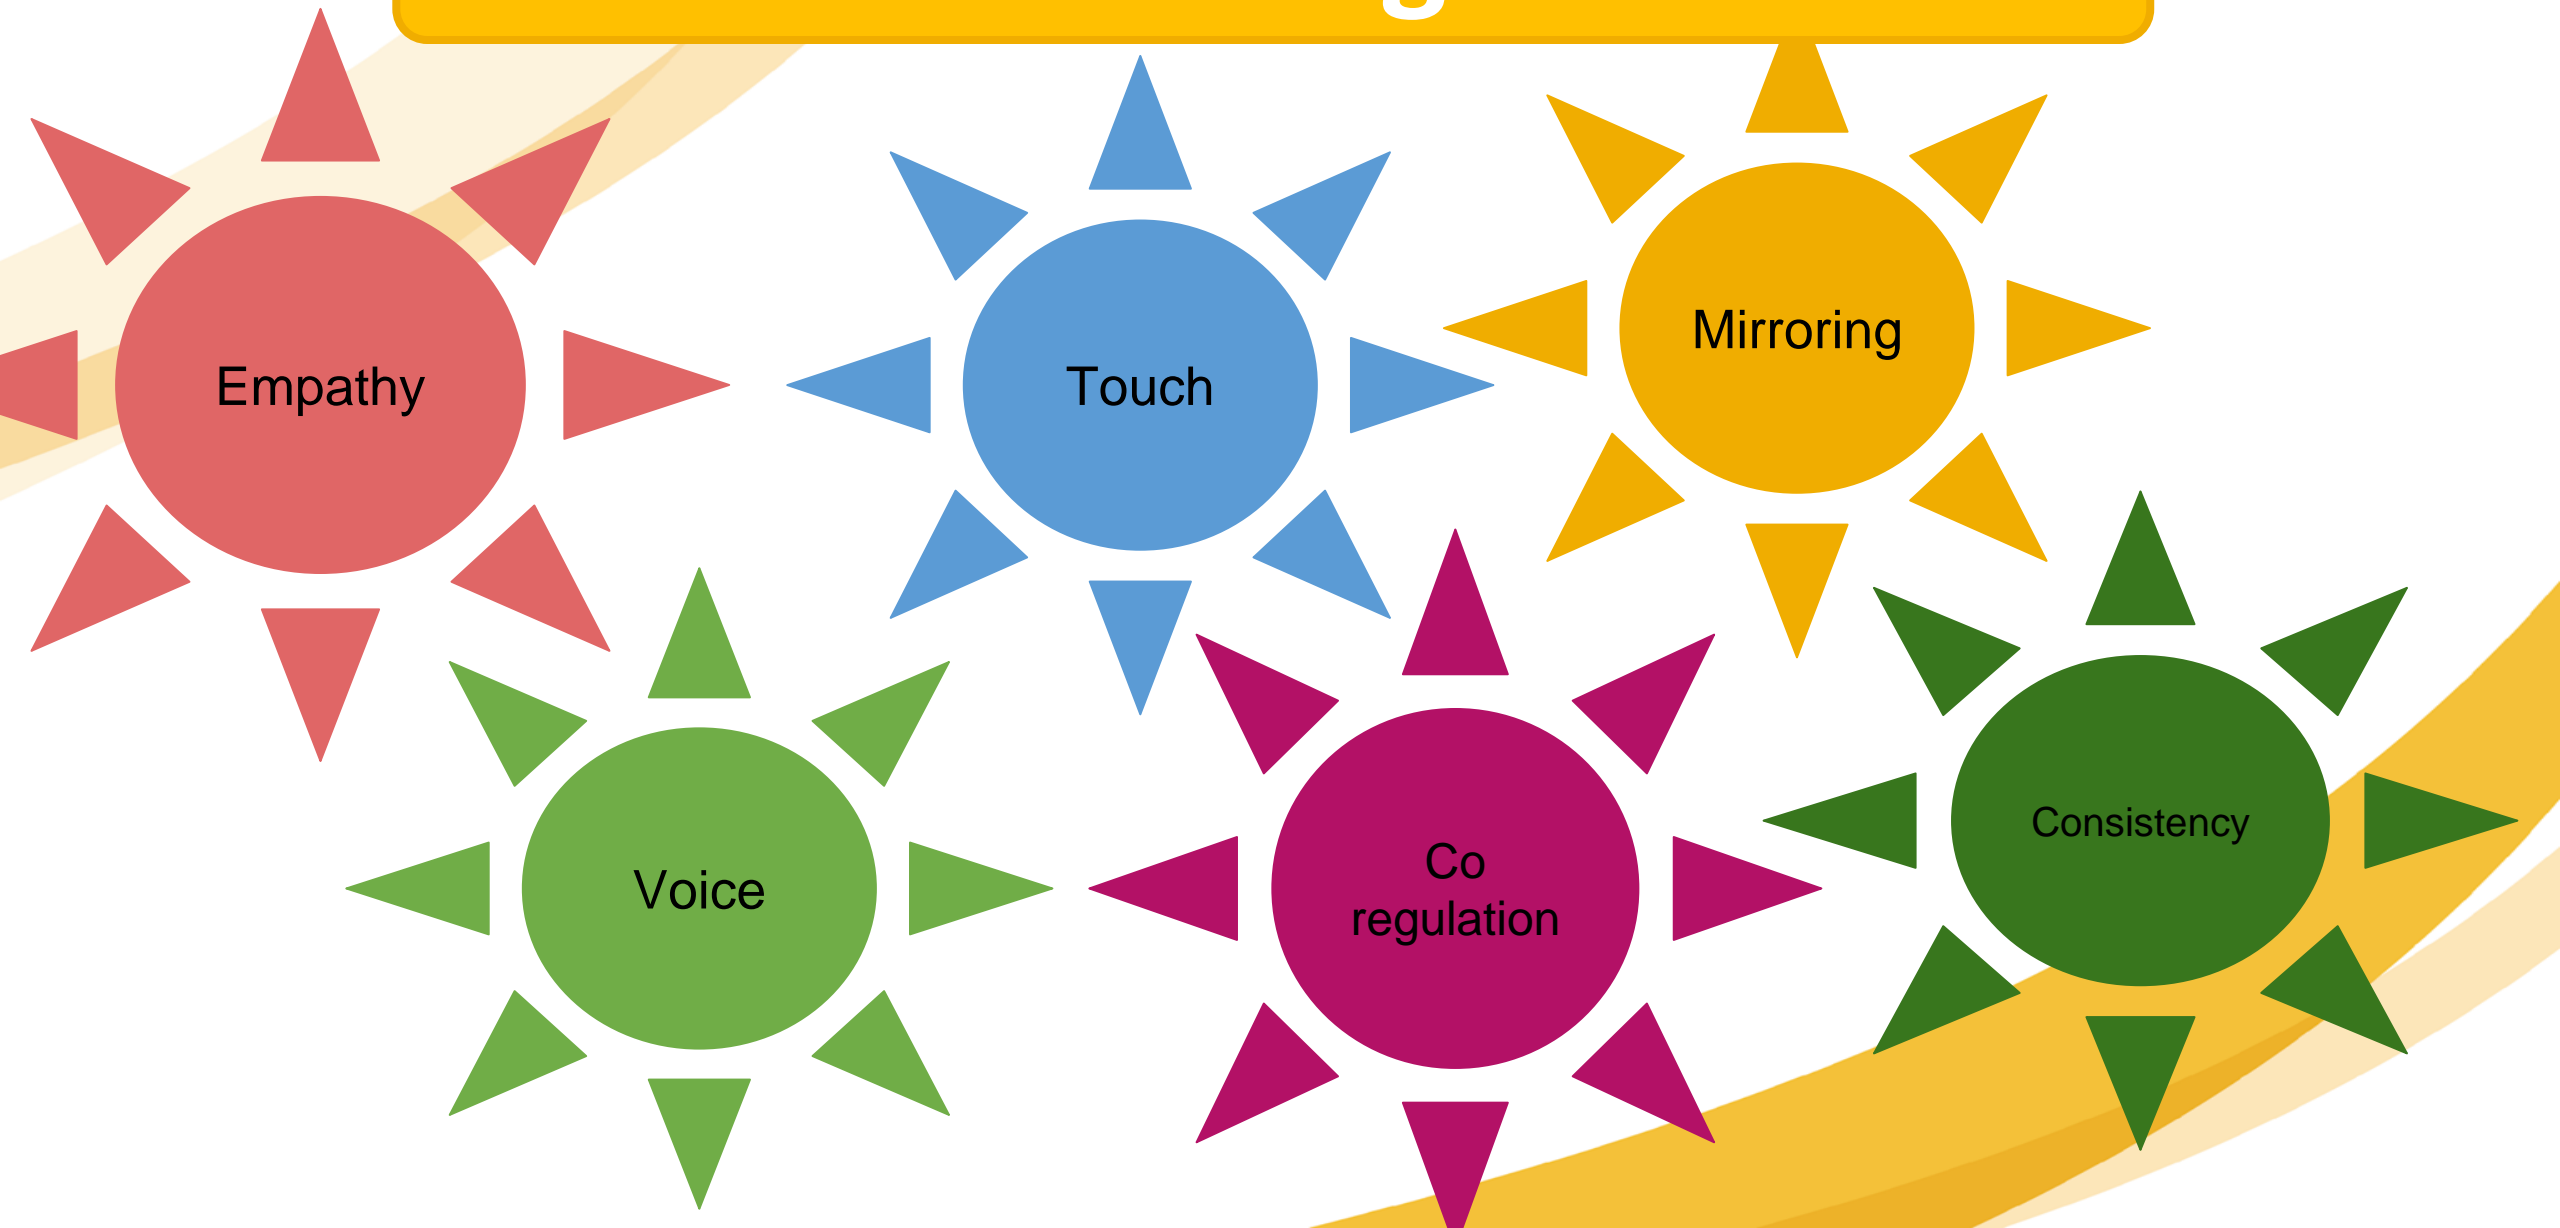 Empathy
Touch
Mirroring
Voice
Co
regulation
Consistency